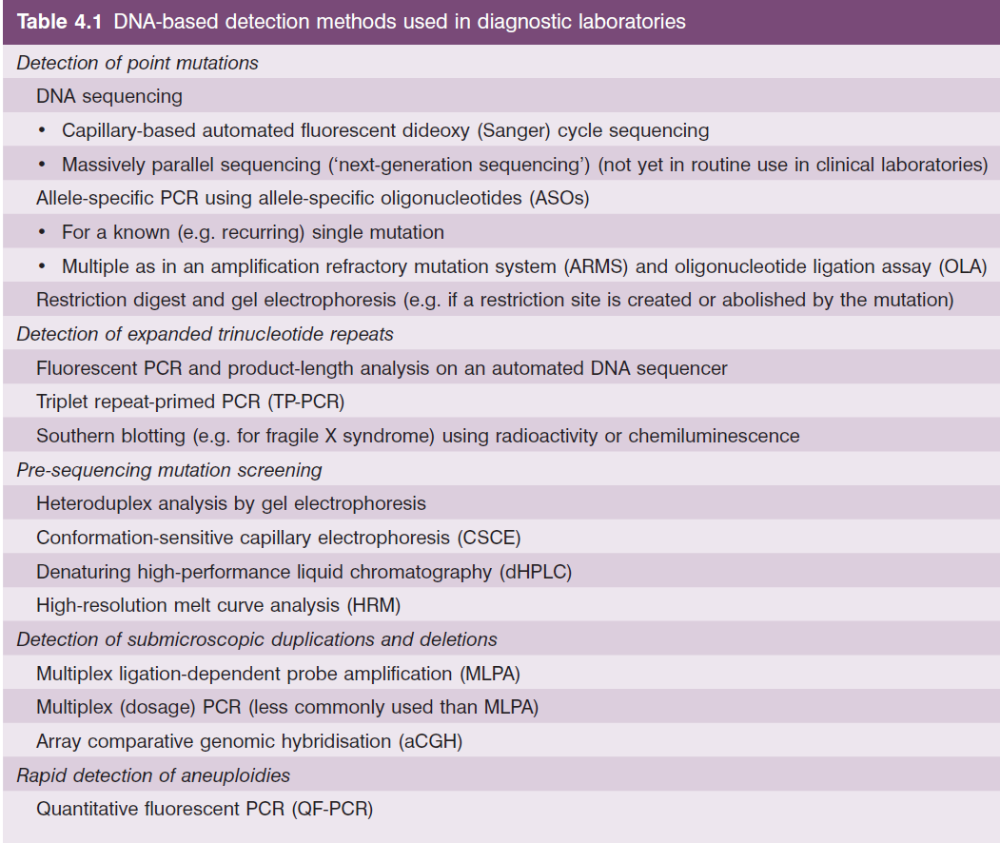 Table 4.1 DNA-based detection methods used in diagnostic laboratories
Detection of point mutations
DNA sequencing
• Capillary-based automated fluorescent dideoxy (Sanger) cycle sequencing
• Massively parallel sequencing (‘next-generation sequencing’) (not yet in routine use in clinical laboratories)
Allele-specific PCR using allele-specific oligonucleotides (ASOs)
• For a known (e.g. recurring) single mutation
• Multiple as in an amplification refractory mutation system (ARMS) and oligonucleotide ligation assay (OLA)
Restriction digest and gel electrophoresis (e.g. if a restriction site is created or abolished by the mutation)
Detection of expanded trinucleotide repeats
Fluorescent PCR and product-length analysis on an automated DNA sequencer
Triplet repeat-primed PCR (TP-PCR)
Southern blotting (e.g. for fragile X syndrome) using radioactivity or chemiluminescence
Pre-sequencing mutation screening
Heteroduplex analysis by gel electrophoresis
Conformation-sensitive capillary electrophoresis (CSCE)
Denaturing high-performance liquid chromatography (dHPLC)
High-resolution melt curve analysis (HRM)
Detection of submicroscopic duplications and deletions
Multiplex ligation-dependent probe amplification (MLPA)
Multiplex (dosage) PCR (less commonly used than MLPA)
Array comparative genomic hybridisation (aCGH)
Rapid detection of aneuploidies
Quantitative fluorescent PCR (QF-PCR)